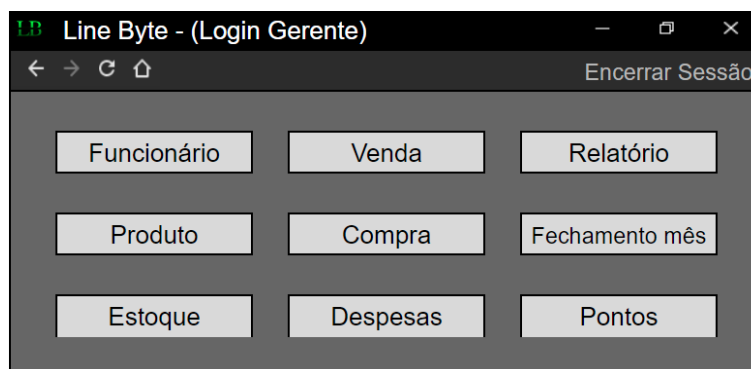 LB Line Byte - (Login Gerente)
Encerrar Sessão
Funcionário Venda Relatório
Produto Compra Fechamento mês
Estoque Despesas Pontos